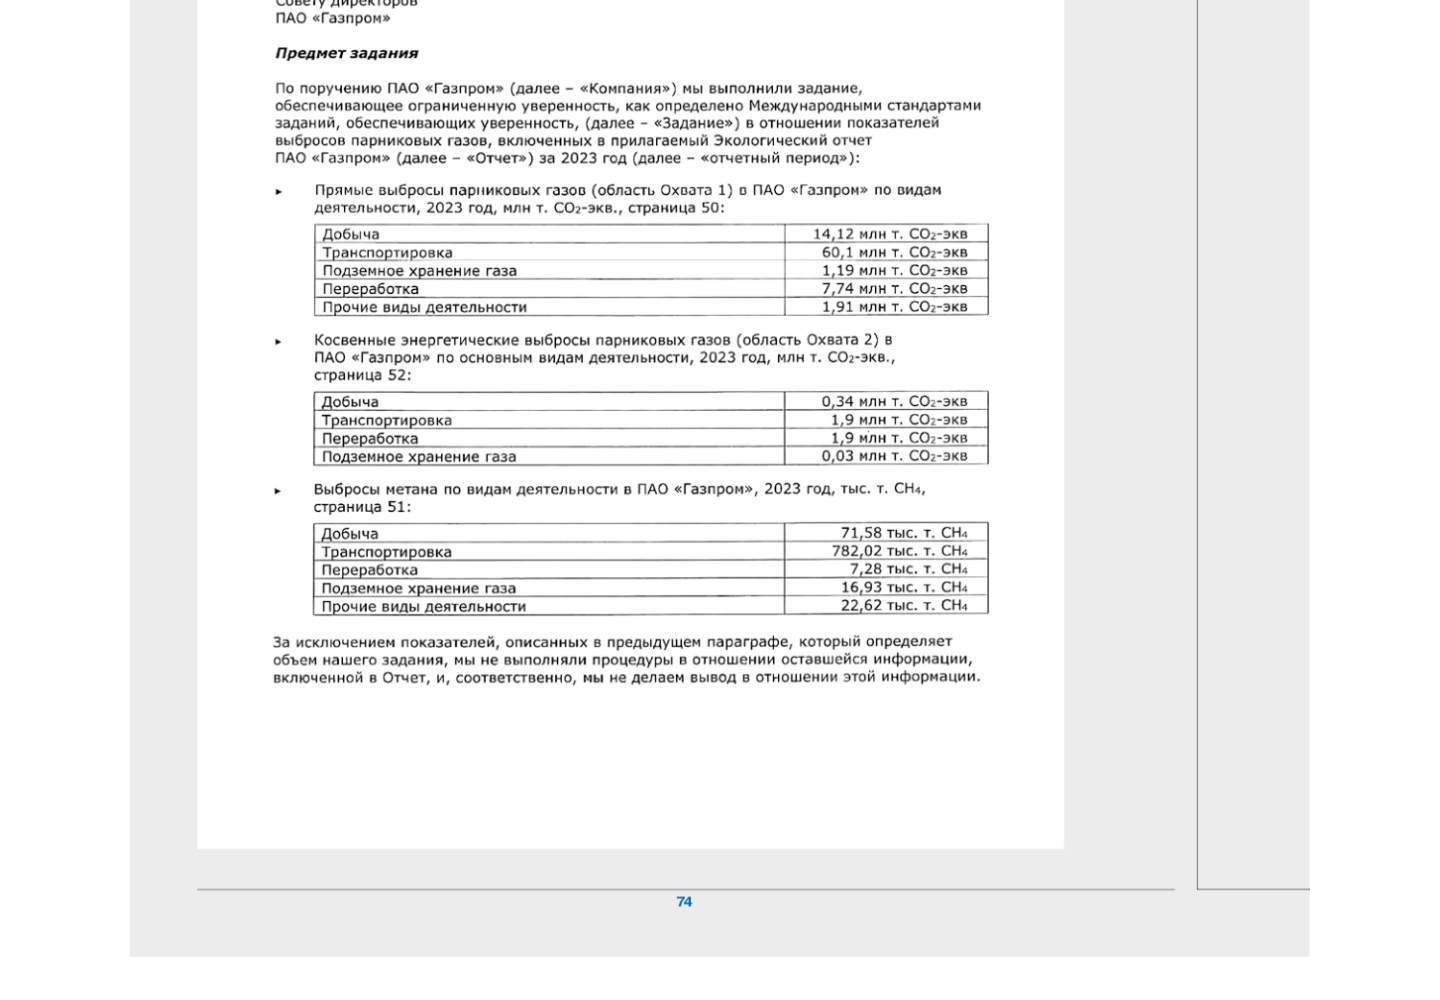 Совету директоров
ПАО «Газпром»
Предмет задания
По поручению ПАО «Газпром» (далее – «Компания») мы выполнили задание,
обеспечивающее ограниченную уверенность, как определено Международными стандартами
заданий, обеспечивающих уверенность, (далее – «Задание») в отношении показателей
выбросов парниковых газов, включенных в прилагаемый Экологический отчет
ПАО «Газпром» (далее – «Отчет») за 2023 год (далее – «отчетный период»):
► Прямые выбросы парниковых газов (область Охвата 1) в ПАО «Газпром» по видам
деятельности, 2023 год, млн т. CO₂-экв., страница 50:
Добыча 14,12 млн т. CO₂-экв
Транспортировка 60,1 млн т. CO₂-экв
Подземное хранение газа 1,19 млн т. CO₂-экв
Переработка 7,74 млн т. CO₂-экв
Прочие виды деятельности 1,91 млн т. CO₂-экв
► Косвенные энергетические выбросы парниковых газов (область Охвата 2) в
ПАО «Газпром» по основным видам деятельности, 2023 год, млн т. CO₂-экв.,
страница 52:
Добыча 0,34 млн т. CO₂-экв
Транспортировка 1,9 млн т. CO₂-экв
Переработка 1,9 млн т. CO₂-экв
Подземное хранение газа 0,03 млн т. CO₂-экв
► Выбросы метана по видам деятельности в ПАО «Газпром», 2023 год, тыс. т. CH₄,
страница 51:
Добыча 71,58 тыс. т. CH₄
Транспортировка 782,02 тыс. т. CH₄
Переработка 7,28 тыс. т. CH₄
Подземное хранение газа 16,93 тыс. т. CH₄
Прочие виды деятельности 22,62 тыс. т. CH₄
За исключением показателей, описанных в предыдущем параграфе, который определяет
объем нашего задания, мы не выполняли процедуры в отношении оставшейся информации,
включенной в Отчет, и, соответственно, мы не делаем вывод в отношении этой информации.
74